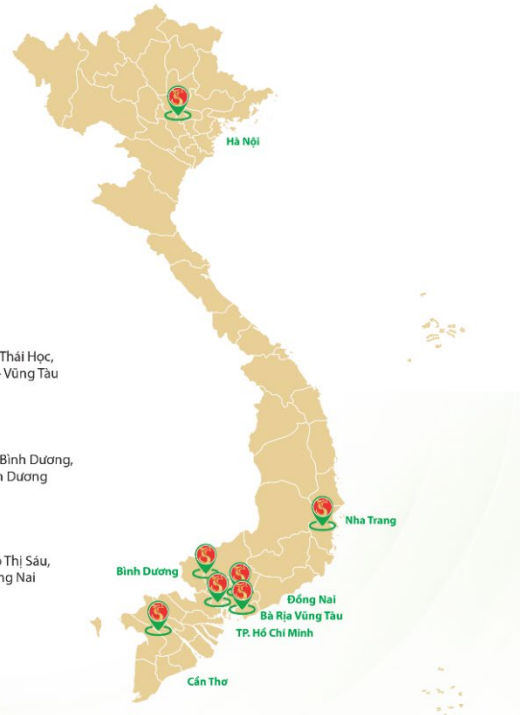 Hà Nội
Thái Học,
Vũng Tàu
Bình Dương,
Dương
Nha Trang
Thị Sáu,
Nai
Bình Dương
Đồng Nai
Bà Rịa Vũng Tàu
TP. Hồ Chí Minh
Cần Thơ